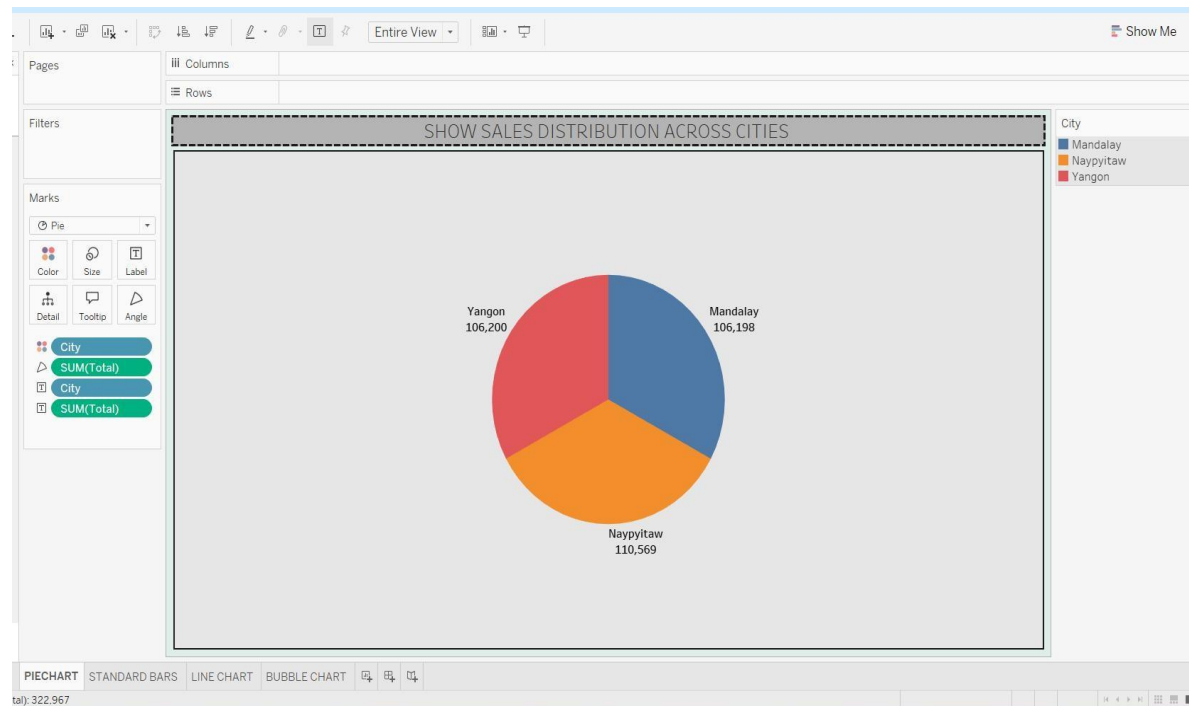 Entire View
Show Me
Pages
Columns
Rows
Filters
SHOW SALES DISTRIBUTION ACROSS CITIES
City
Mandalay
Naypyitaw
Yangon
Marks
Pie
Color Size Label
Detail Tooltip Angle
City
SUM(Total)
City
SUM(Total)
Yangon
106,200
Mandalay
106,198
Naypyitaw
110,569
PIECHART STANDARD BARS LINE CHART BUBBLE CHART
tal): 322,967